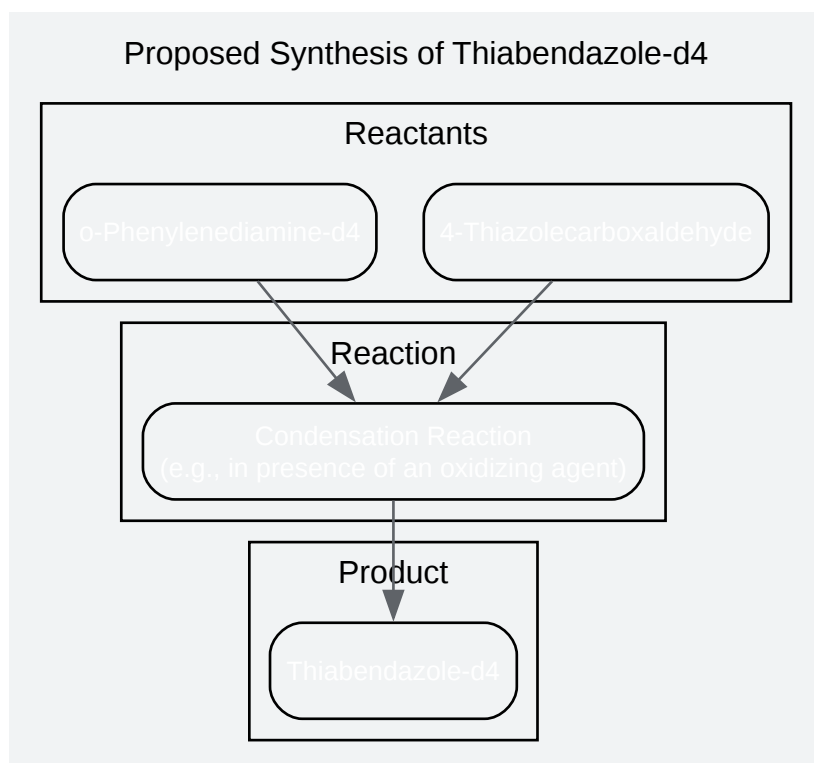 Proposed Synthesis of Thiabendazole-d4
Reactants
o-Phenylenediamine-d4
4-Thiazolecarboxaldehyde
Reaction
Condensation Reaction
(e.g., in presence of an oxidizing agent)
Product
Thiabendazole-d4